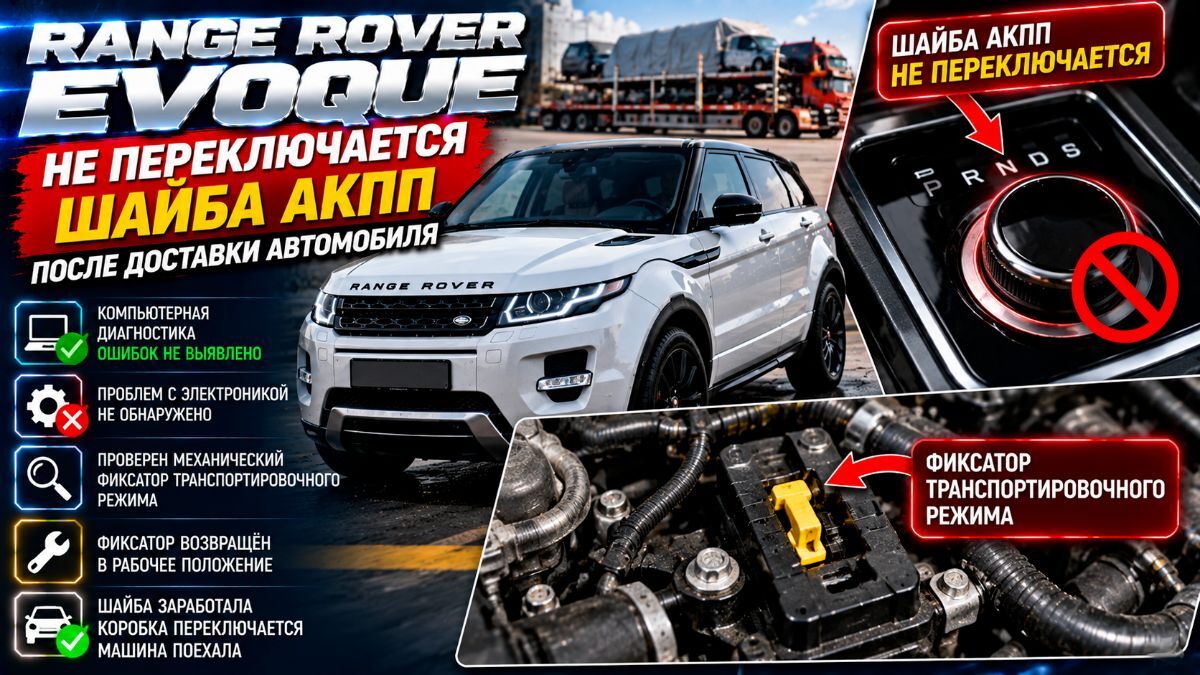 RANGE ROVER
EVOQUE
НЕ ПЕРЕКЛЮЧАЕТСЯ
ШАЙБА АКПП
ПОСЛЕ ДОСТАВКИ АВТОМОБИЛЯ
КОМПЬЮТЕРНАЯ
ДИАГНОСТИКА
ОШИБОК НЕ ВЫЯВЛЕНО
ПРОБЛЕМ С ЭЛЕКТРОНИКОЙ
НЕ ОБНАРУЖЕНО
ПРОВЕРЕН МЕХАНИЧЕСКИЙ
ФИКСАТОР ТРАНСПОРТИРОВОЧНОГО
РЕЖИМА
ФИКСАТОР ВОЗВРАЩЁН
В РАБОЧЕЕ ПОЛОЖЕНИЕ
ШАЙБА ЗАРАБОТАЛА
КОРОБКА ПЕРЕКЛЮЧАЕТСЯ
МАШИНА ПОЕХАЛА
RANGE ROVER
ШАЙБА АКПП
НЕ ПЕРЕКЛЮЧАЕТСЯ
P R N D S
ФИКСАТОР
ТРАНСПОРТИРОВОЧНОГО
РЕЖИМА